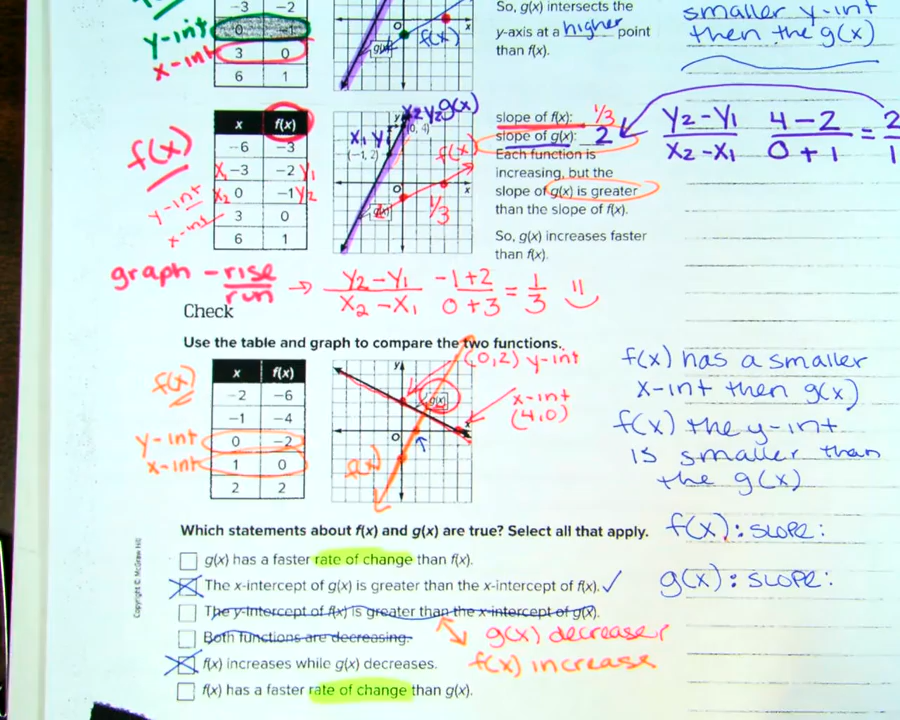 -3 -2
y-int 0 -1
x-int 3 0
6 1
g(x)
f(x)
O
x
So, g(x) intersects the
y-axis at a higher point
than f(x).
smaller y-int
then the g(x)
f(x)
x f(x)
-6 -3
X1 -3 -2 Y1
X2 0 -1 Y2
y-int
3 0
x-int
6 1
X2 Y2 g(x)
y
(0, 4)
X1 Y1
(-1, 2)
f(x)
O
x
g(x)
1/3
slope of f(x): 1/3
slope of g(x): 2
Each function is
increasing, but the
slope of g(x) is greater
than the slope of f(x).
So, g(x) increases faster
than f(x).
Y2-Y1 4-2 = 2
X2-X1 0+1 1
graph - rise → Y2-Y1 -1+2 = 1
run X2-X1 0+3 3
Check
Use the table and graph to compare the two functions.
f(x)
x f(x)
-2 -6
-1 -4
y-int 0 -2
x-int 1 0
2 2
y
(0,2) y-int
g(x)
x-int
(4,0)
x
O
f(x)
f(x) has a smaller
x-int then g(x)
f(x) the y-int
is smaller than
the g(x)
f(x): slope:
g(x): slope:
Which statements about f(x) and g(x) are true? Select all that apply.
g(x) has a faster rate of change than f(x).
The x-intercept of g(x) is greater than the x-intercept of f(x). ✓
The y-intercept of f(x) is greater than the x-intercept of g(x).
Both functions are decreasing.
g(x) decrease
f(x) increases while g(x) decreases.
f(x) increase
f(x) has a faster rate of change than g(x).
Copyright © McGraw Hill